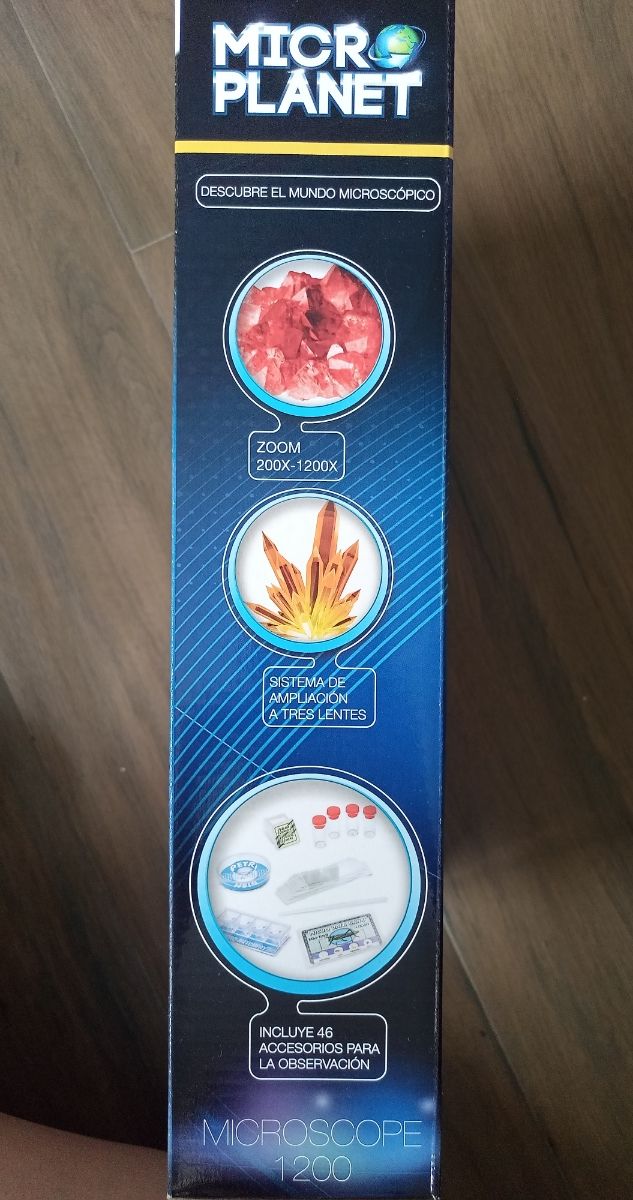 MICRO
PLANET
DESCUBRE EL MUNDO MICROSCÓPICO
ZOOM
200X-1200X
SISTEMA DE
AMPLIACIÓN
A TRES LENTES
PETRI
INCLUYE 46
ACCESORIOS PARA
LA OBSERVACIÓN
MICROSCOPE
1200